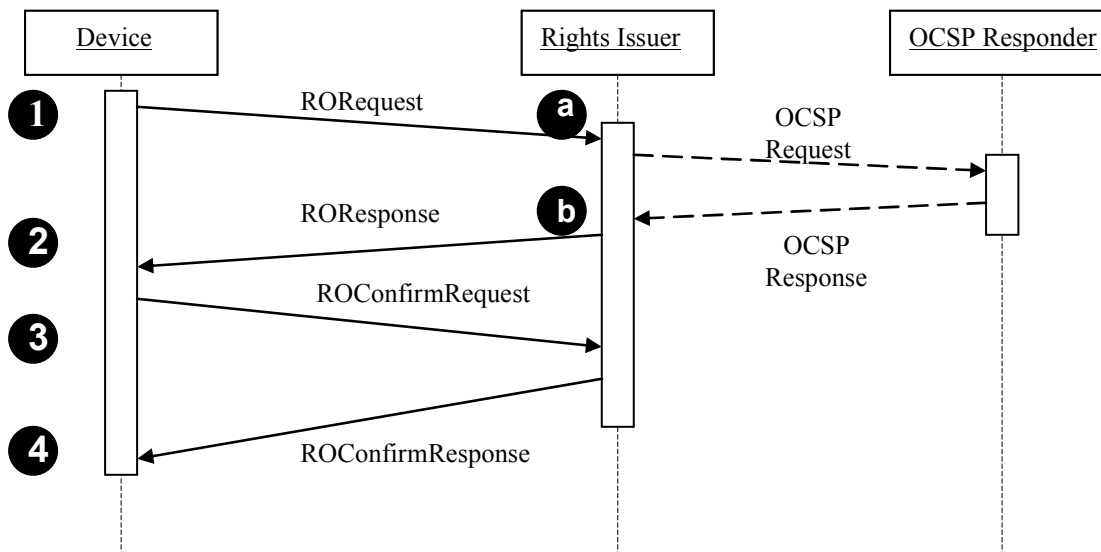 Device
Rights Issuer
OCSP Responder
1
RORequest
a
OCSP
Request
2
ROResponse
b
OCSP
Response
ROConfirmRequest
3
4
ROConfirmResponse